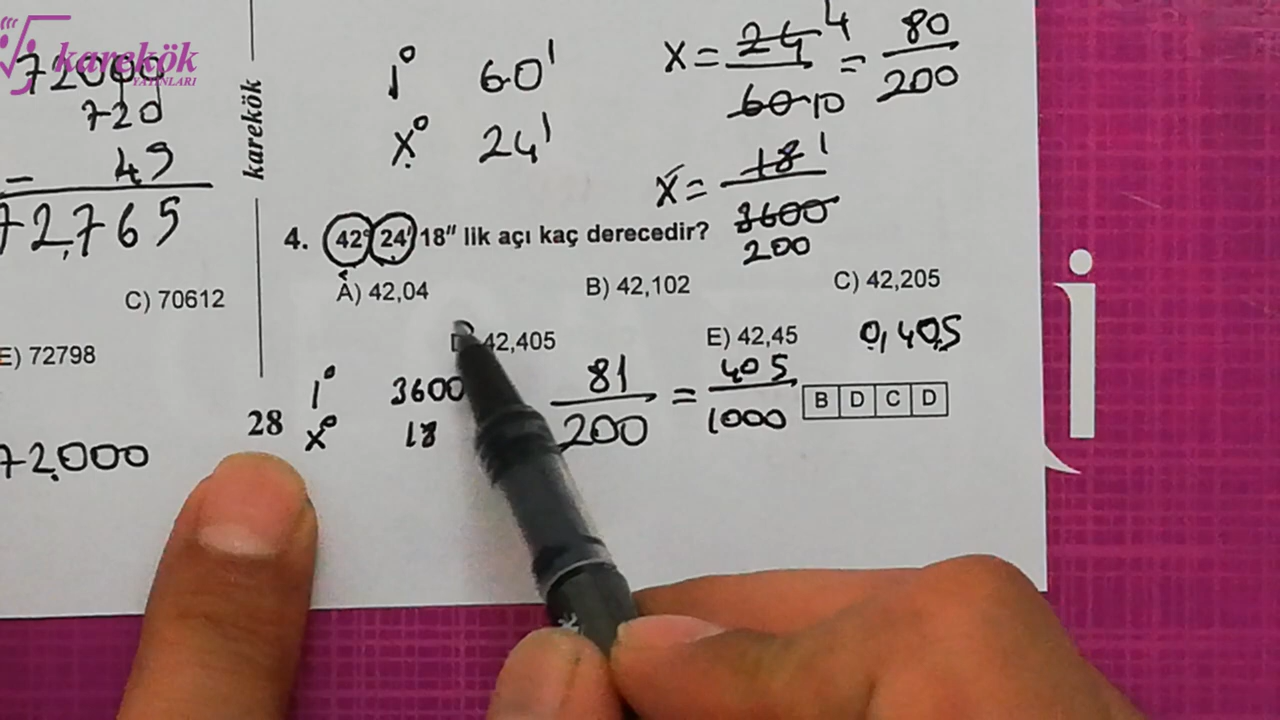 karekök
YAYINLARI
72000
720
- 49
72,765
C) 70612
E) 72798
72.000
28
karekök
1° 60'
x° 24'
x = 24 4 / 60 10 = 80 / 200
x = 18 1 / 3600 200
4. 42° 24' 18" lik açı kaç derecedir?
A) 42,04 B) 42,102 C) 42,205
D) 42,405 E) 42,45
0,405
1° 3600
x° 18
81 / 200 = 405 / 1000
B D C D
i